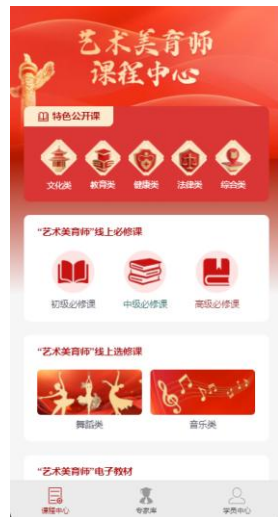 艺术美育师
课程中心
特色公开课
文化类 教育类 健康类 法律类 综合类
“艺术美育师”线上必修课
初级必修课 中级必修课 高级必修课
“艺术美育师”线上选修课
舞蹈类 音乐类
“艺术美育师”电子教材
课程中心 专家库 学员中心